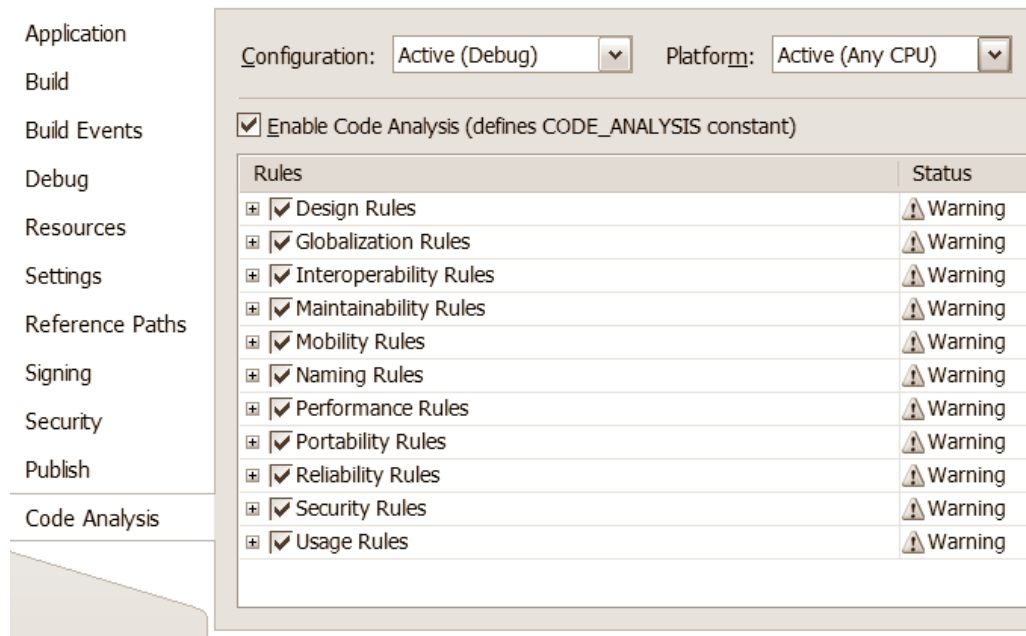 Application
Build
Build Events
Debug
Resources
Settings
Reference Paths
Signing
Security
Publish
Code Analysis
Configuration: Active (Debug) Platform: Active (Any CPU)
Enable Code Analysis (defines CODE_ANALYSIS constant)
Rules Status
Design Rules Warning
Globalization Rules Warning
Interoperability Rules Warning
Maintainability Rules Warning
Mobility Rules Warning
Naming Rules Warning
Performance Rules Warning
Portability Rules Warning
Reliability Rules Warning
Security Rules Warning
Usage Rules Warning